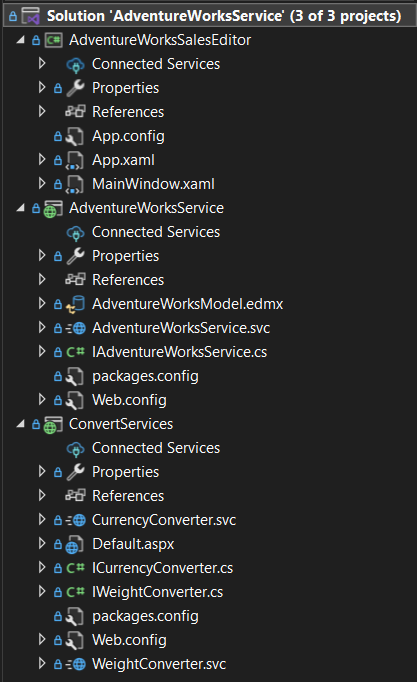 Solution 'AdventureWorksService' (3 of 3 projects)
C# AdventureWorksSalesEditor
Connected Services
Properties
References
App.config
App.xaml
MainWindow.xaml
AdventureWorksService
Connected Services
Properties
References
AdventureWorksModel.edmx
AdventureWorksService.svc
C# IAdventureWorksService.cs
packages.config
Web.config
ConvertServices
Connected Services
Properties
References
CurrencyConverter.svc
Default.aspx
C# ICurrencyConverter.cs
C# IWeightConverter.cs
packages.config
Web.config
WeightConverter.svc